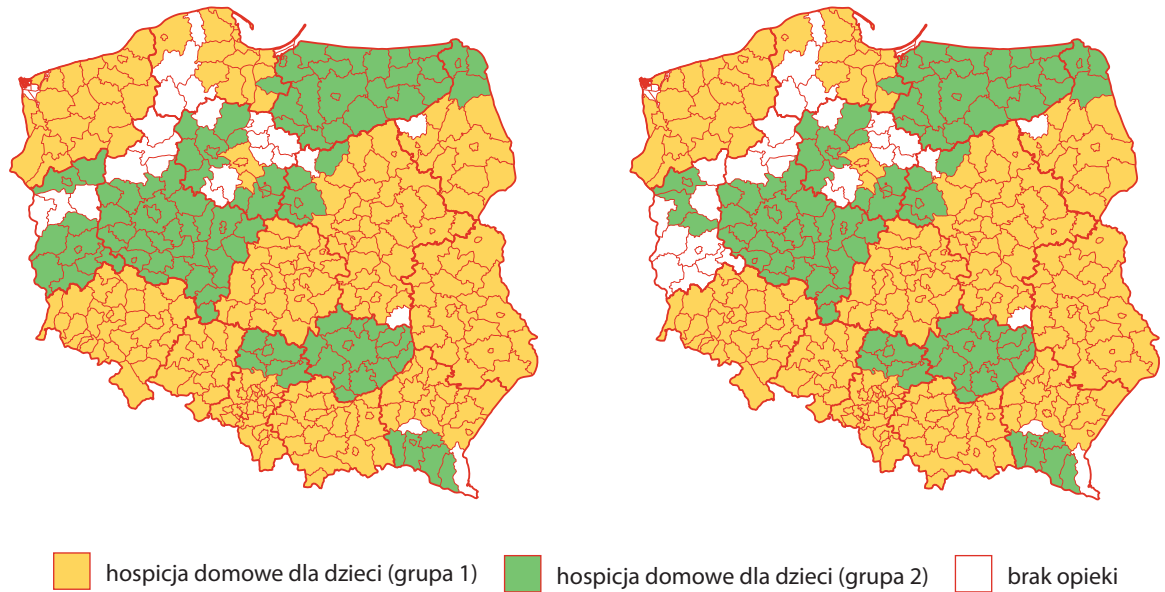 hospicja domowe dla dzieci (grupa 1)
hospicja domowe dla dzieci (grupa 2)
brak opieki